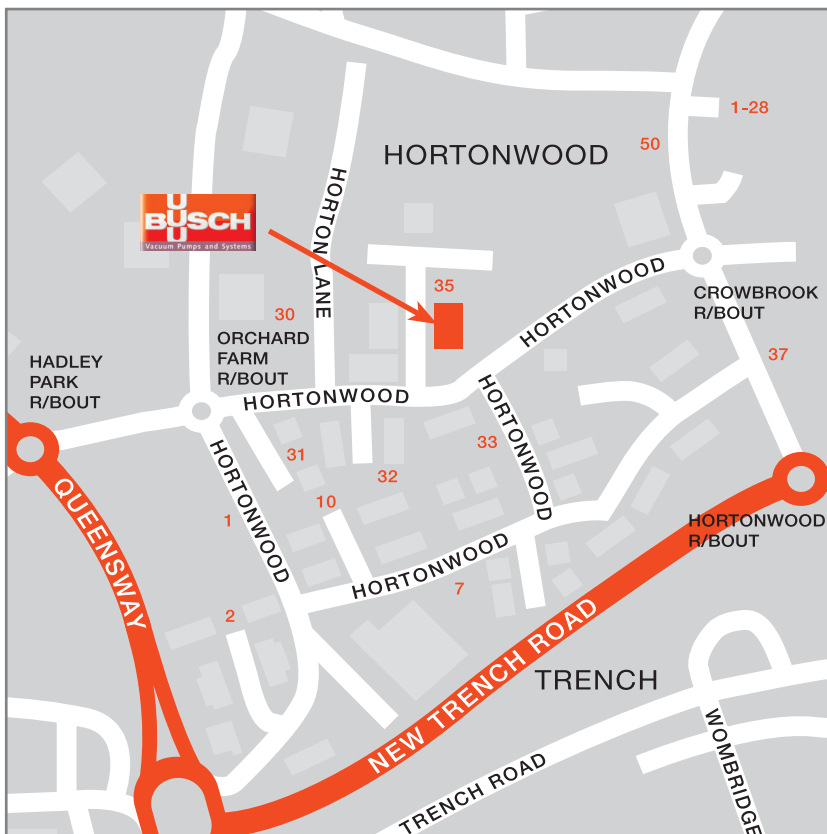 1-28
50
HORTONWOOD
HORTON LANE
UU
BUSCH
UU
Vacuum Pumps and Systems
35
HORTONWOOD
CROWBROOK
R/BOUT
30
ORCHARD
FARM
R/BOUT
37
HADLEY
PARK
R/BOUT
HORTONWOOD
HORTONWOOD
33
31
32
HORTONWOOD
10
1
QUEENSWAY
HORTONWOOD
R/BOUT
HORTONWOOD
7
2
NEW TRENCH ROAD
TRENCH
WOMBRIDGE
TRENCH ROAD